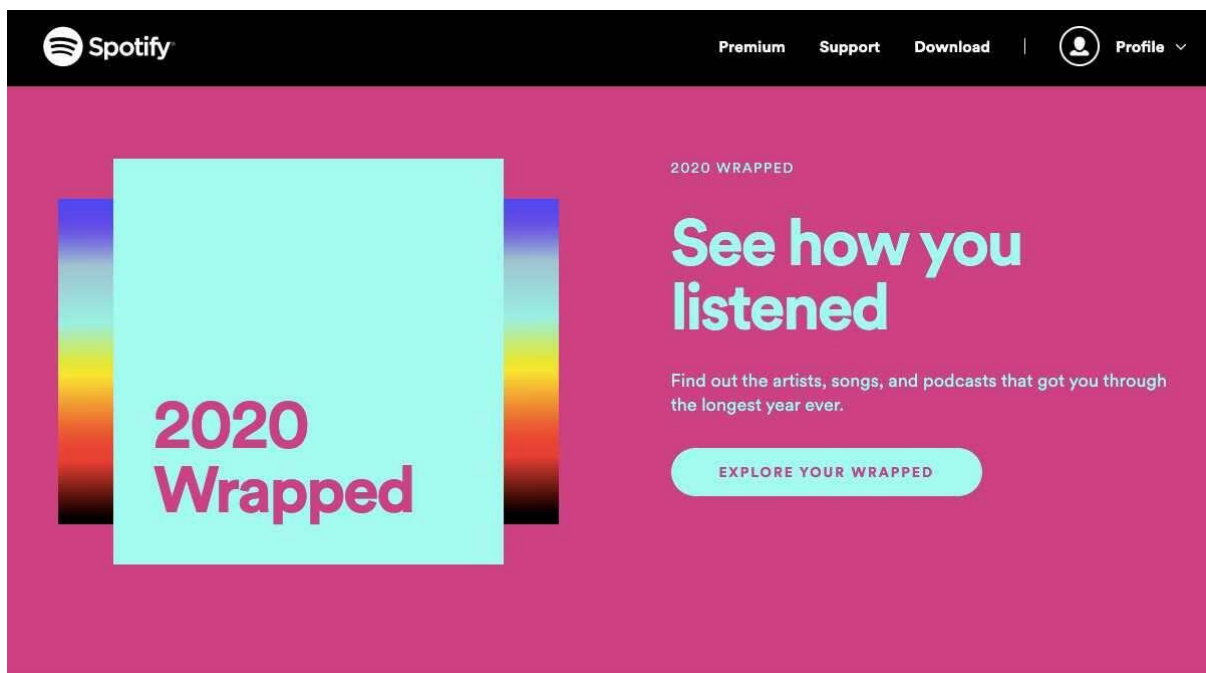 Spotify
Premium Support Download | Profile
2020 WRAPPED
See how you
listened
Find out the artists, songs, and podcasts that got you through
the longest year ever.
EXPLORE YOUR WRAPPED
2020
Wrapped